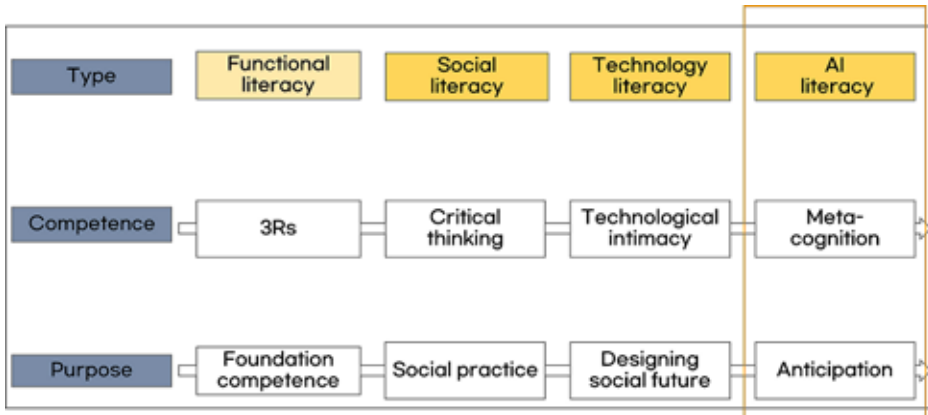 Type
Functional
literacy
Social
literacy
Technology
literacy
AI
literacy
Competence
3Rs
Critical
thinking
Technological
intimacy
Meta-
cognition
Purpose
Foundation
competence
Social practice
Designing
social future
Anticipation